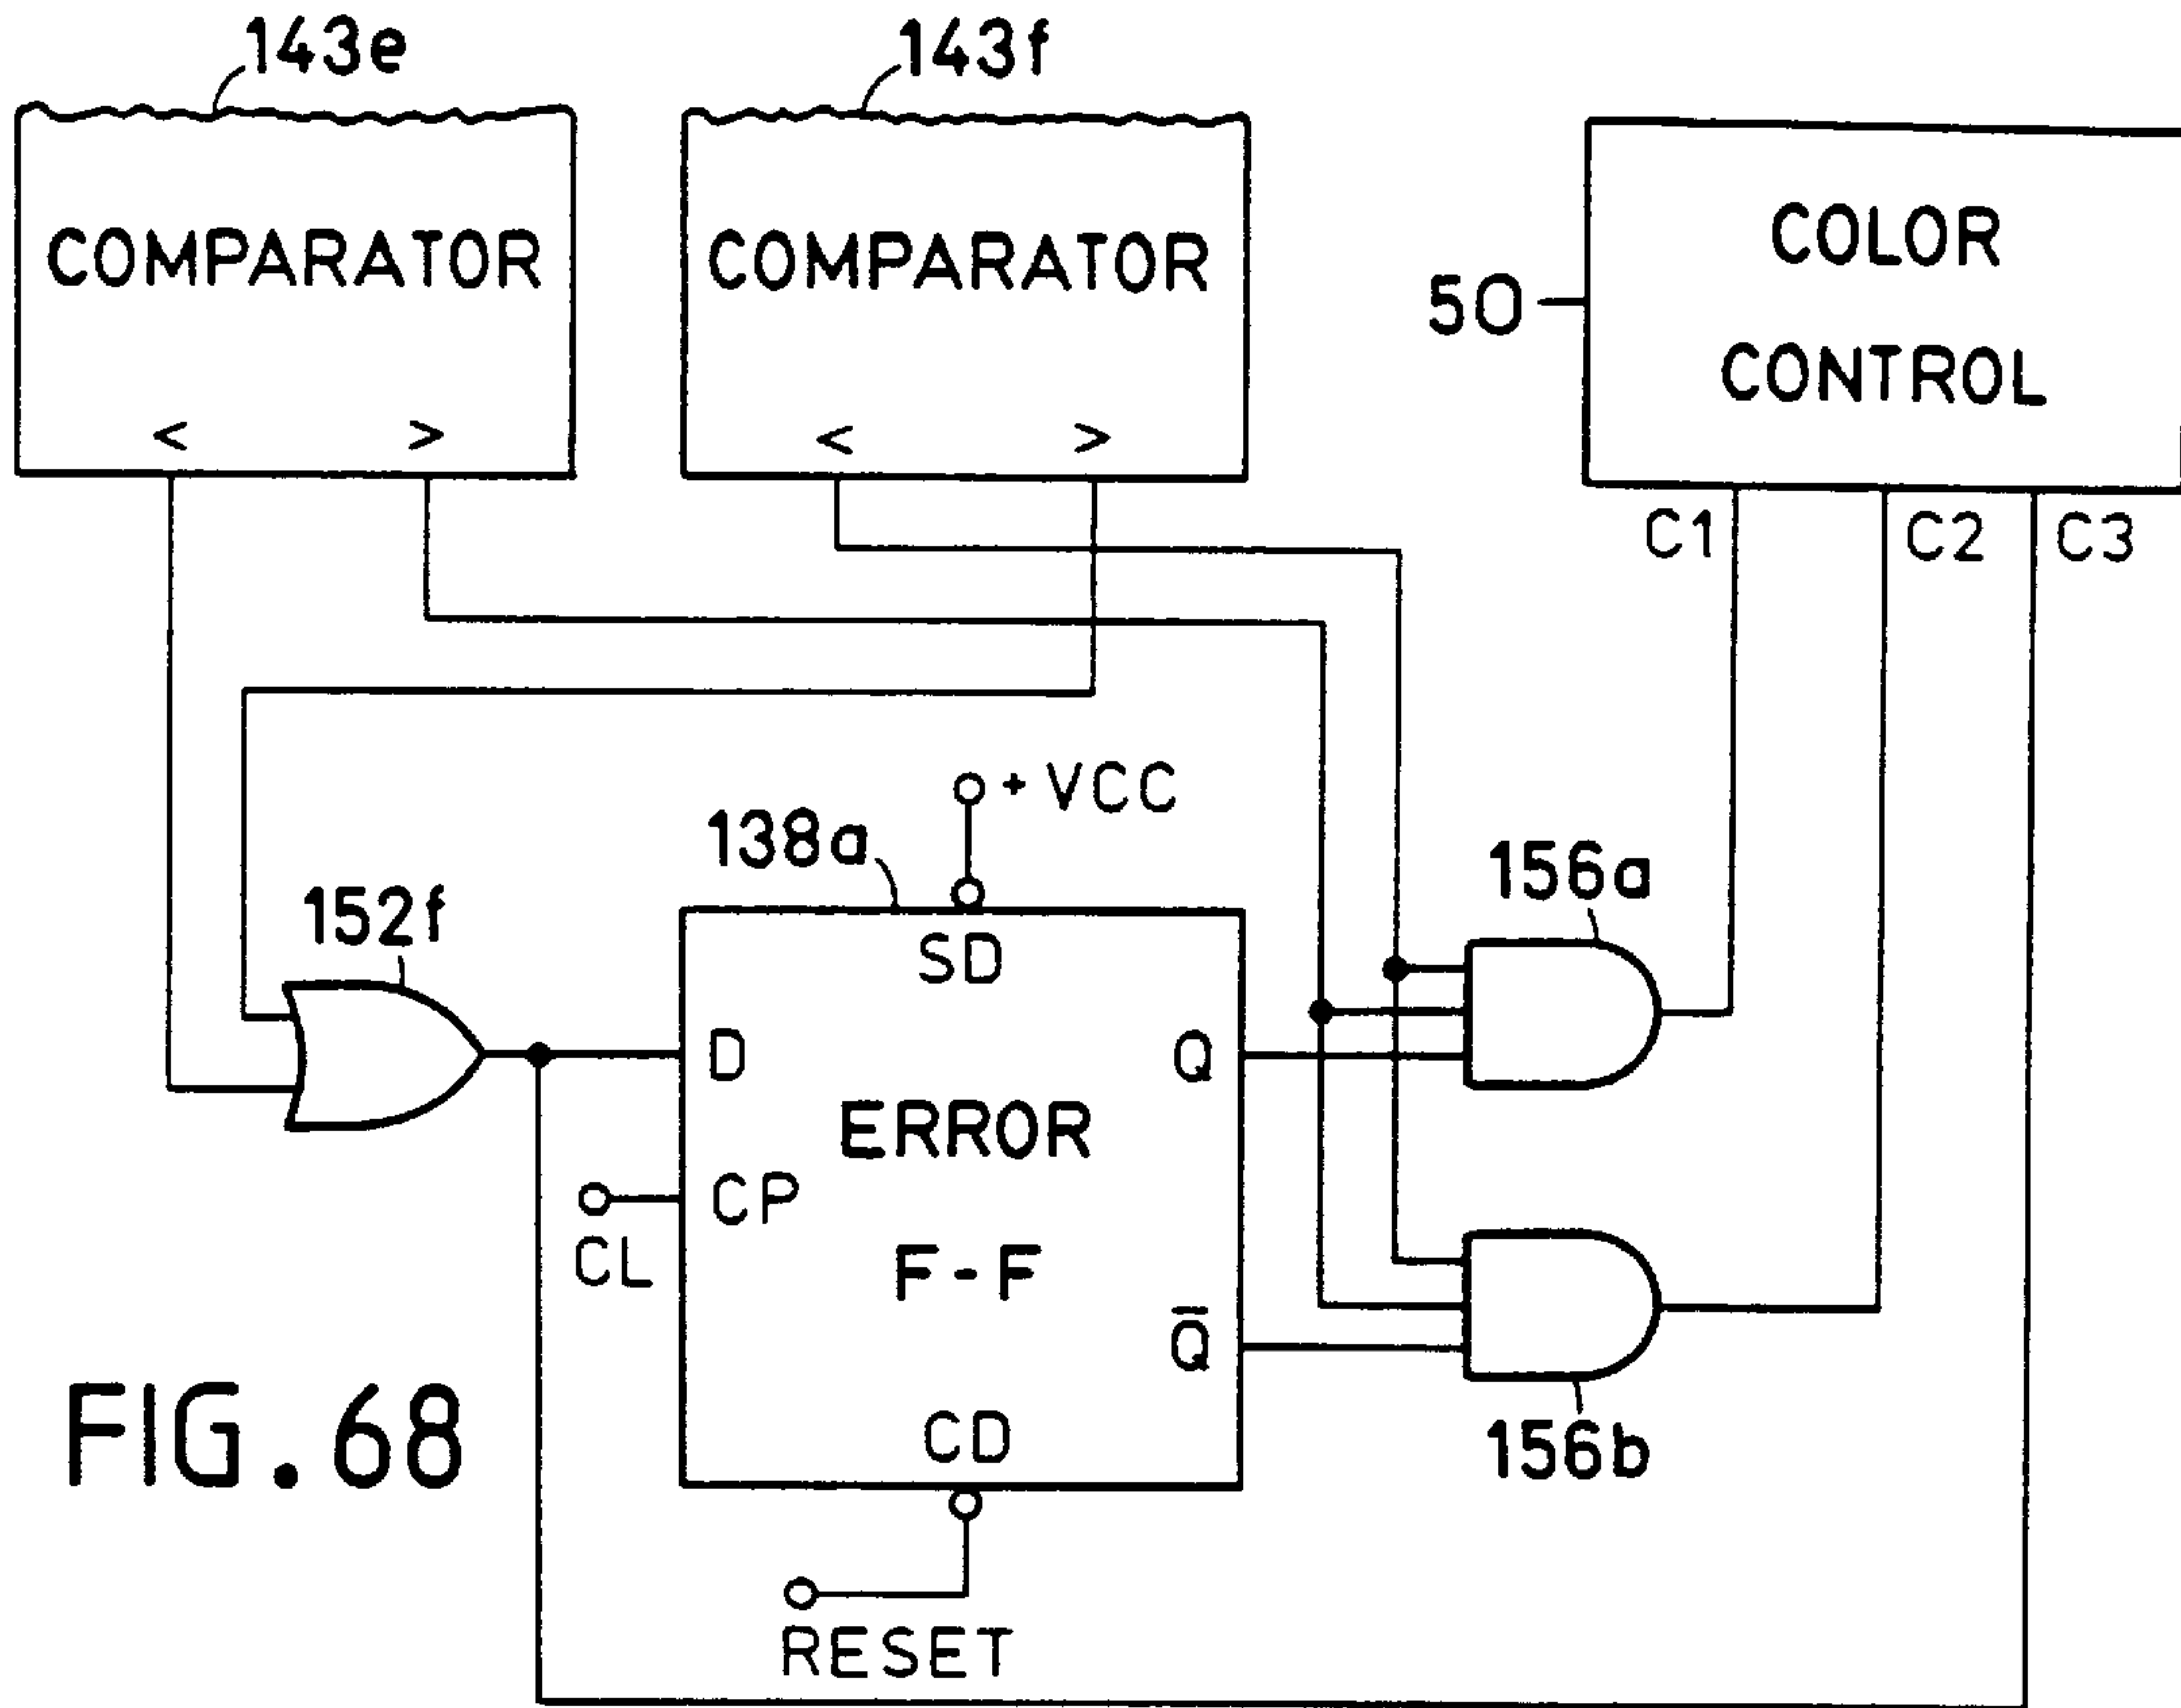 143e
143f
COMPARATOR
< >
COMPARATOR
< >
50
COLOR
CONTROL
C1
C2
C3
+ VCC
138a
152f
156a
SD
D
Q
ERROR
CP
CL
F-F
Q̅
CD
156b
RESET
FIG. 68